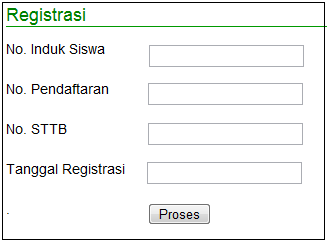 Registrasi
No. Induk Siswa
No. Pendaftaran
No. STTB
Tanggal Registrasi
.
Proses